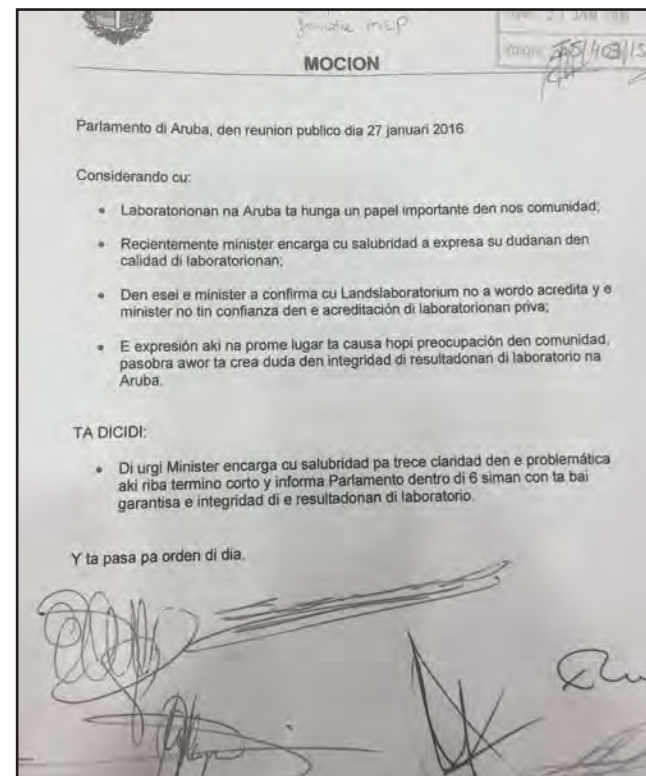 MEP
MOCION
Parlamento di Aruba, den reunion publico dia 27 januari 2016
Considerando cu:
• Laboratorionan na Aruba ta hunga un papel importante den nos comunidad;
• Recientemente minister encarga cu salubridad a expresa su dudanan den
calidad di laboratorionan;
• Den esei e minister a confirma cu Landslaboratorium no a wordo acredita y e
minister no tin confianza den e acreditación di laboratorionan priva;
• E expresión aki na prome lugar ta causa hopi preocupación den comunidad,
pasobra awor ta crea duda den integridad di resultadonan di laboratorio na
Aruba.
TA DICIDI:
• Di urgi Minister encarga cu salubridad pa trece claridad den e problemática
aki riba termino corto y informa Parlamento dentro di 6 siman con ta bai
garantisa e integridad di e resultadonan di laboratorio.
Y ta pasa pa orden di dia.